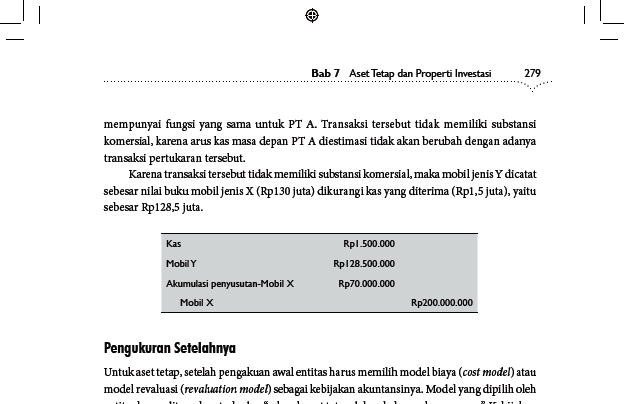 Bab 7 Aset Tetap dan Properti Investasi 279
mempunyai fungsi yang sama untuk PT A. Transaksi tersebut tidak memiliki substansi
komersial, karena arus kas masa depan PT A diestimasi tidak akan berubah dengan adanya
transaksi pertukaran tersebut.
Karena transaksi tersebut tidak memiliki substansi komersial, maka mobil jenis Y dicatat
sebesar nilai buku mobil jenis X (Rp130 juta) dikurangi kas yang diterima (Rp1,5 juta), yaitu
sebesar Rp128,5 juta.
Kas Rp1.500.000
Mobil Y Rp128.500.000
Akumulasi penyusutan-Mobil X Rp70.000.000
Mobil X Rp200.000.000
Pengukuran Setelahnya
Untuk aset tetap, setelah pengakuan awal entitas harus memilih model biaya (cost model) atau
model revaluasi (revaluation model) sebagai kebijakan akuntansinya. Model yang dipilih oleh